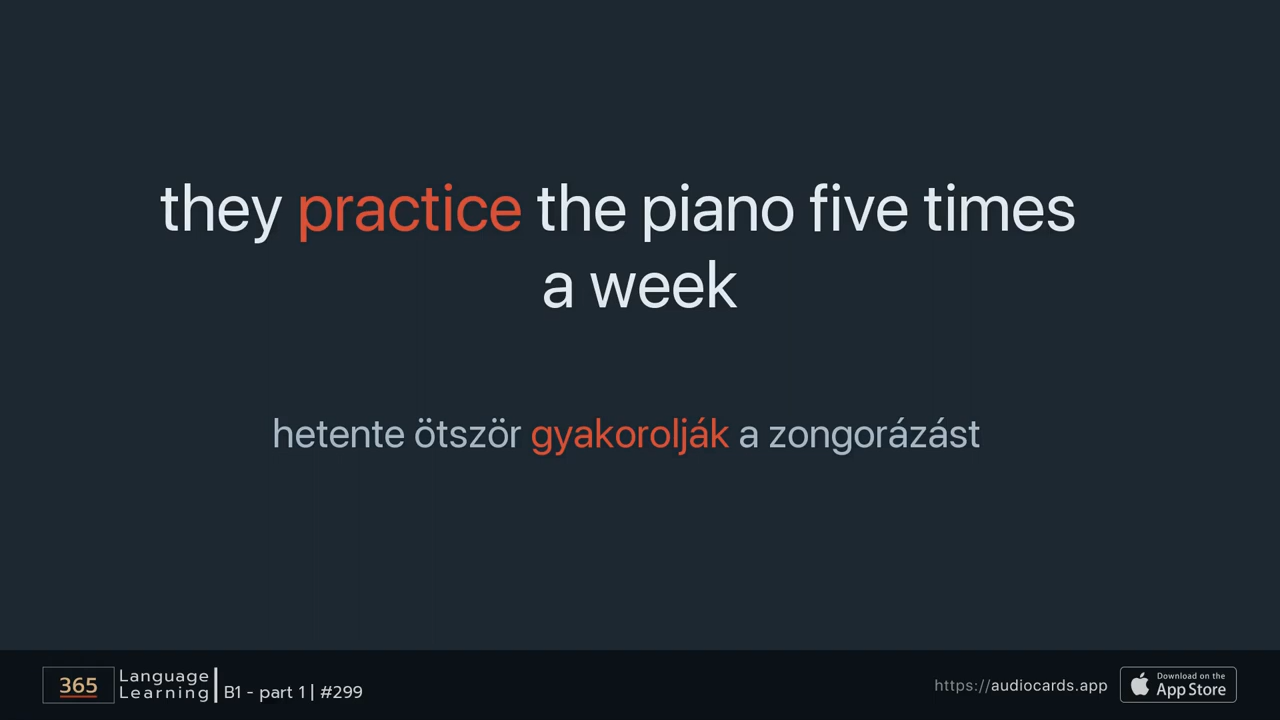 they practice the piano five times
a week
hetente ötször gyakorolják a zongorázást
365 Language Learning B1 - part 1 | #299
https://audiocards.app
Download on the
App Store